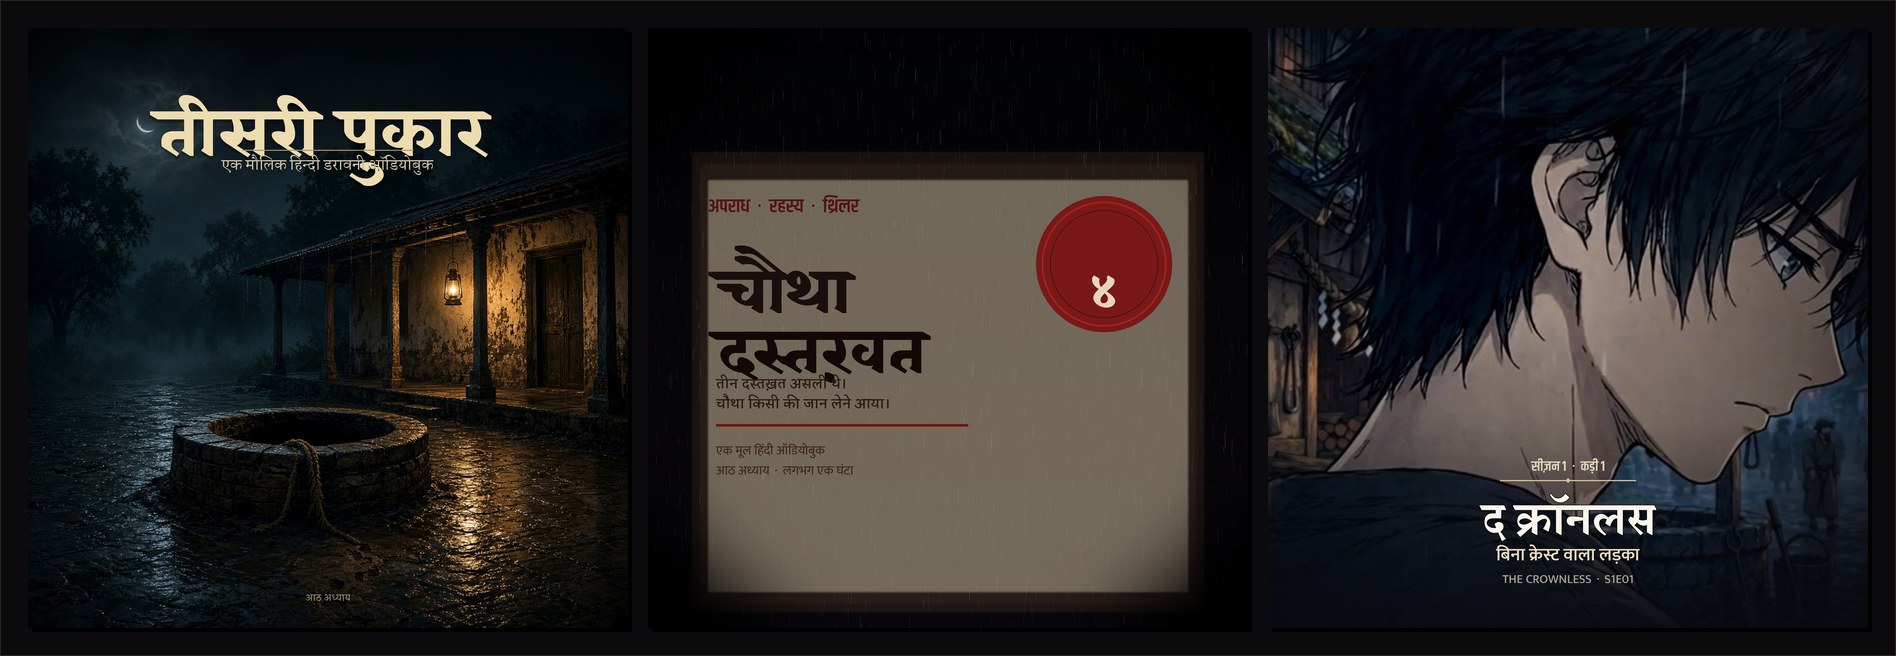 तीसरी पुकार
एक मौलिक हिन्दी डरावनी ऑडियोबुक
आठ अध्याय
अपराध · रहस्य · थ्रिलर
४
चौथा
दस्तख़त
तीन दस्तख़त असली थे।
चौथा किसी की जान लेने आया।
एक मूल हिंदी ऑडियोबुक
आठ अध्याय · लगभग एक घंटा
सीज़न 1 · कड़ी 1
द क्रॉनलस
बिना क्रेस्ट वाला लड़का
THE CROWNLESS · S1E01